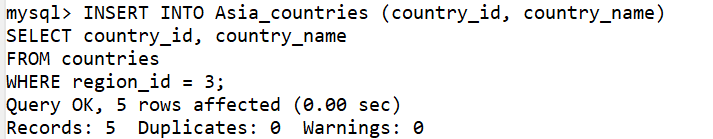 mysql> INSERT INTO Asia_countries (country_id, country_name)
SELECT country_id, country_name
FROM countries
WHERE region_id = 3;
Query OK, 5 rows affected (0.00 sec)
Records: 5  Duplicates: 0  Warnings: 0